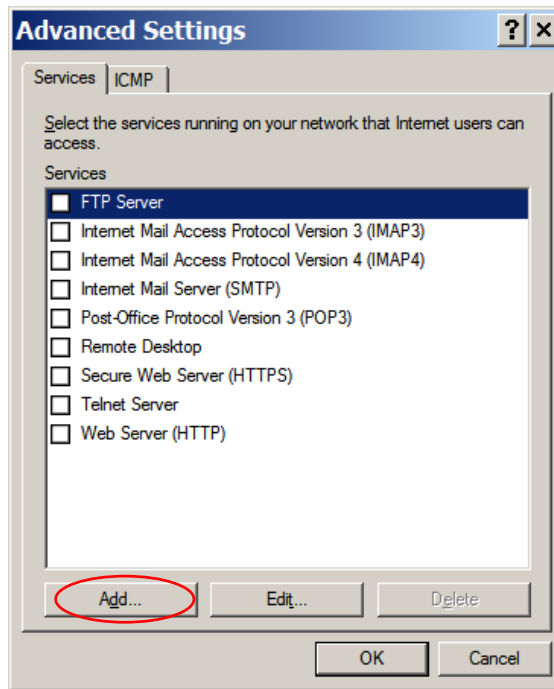 Advanced Settings
Services
ICMP
Select the services running on your network that Internet users can
access.
Services
FTP Server
Internet Mail Access Protocol Version 3 (IMAP3)
Internet Mail Access Protocol Version 4 (IMAP4)
Internet Mail Server (SMTP)
Post-Office Protocol Version 3 (POP3)
Remote Desktop
Secure Web Server (HTTPS)
Telnet Server
Web Server (HTTP)
Add...
Edit...
Delete
OK
Cancel